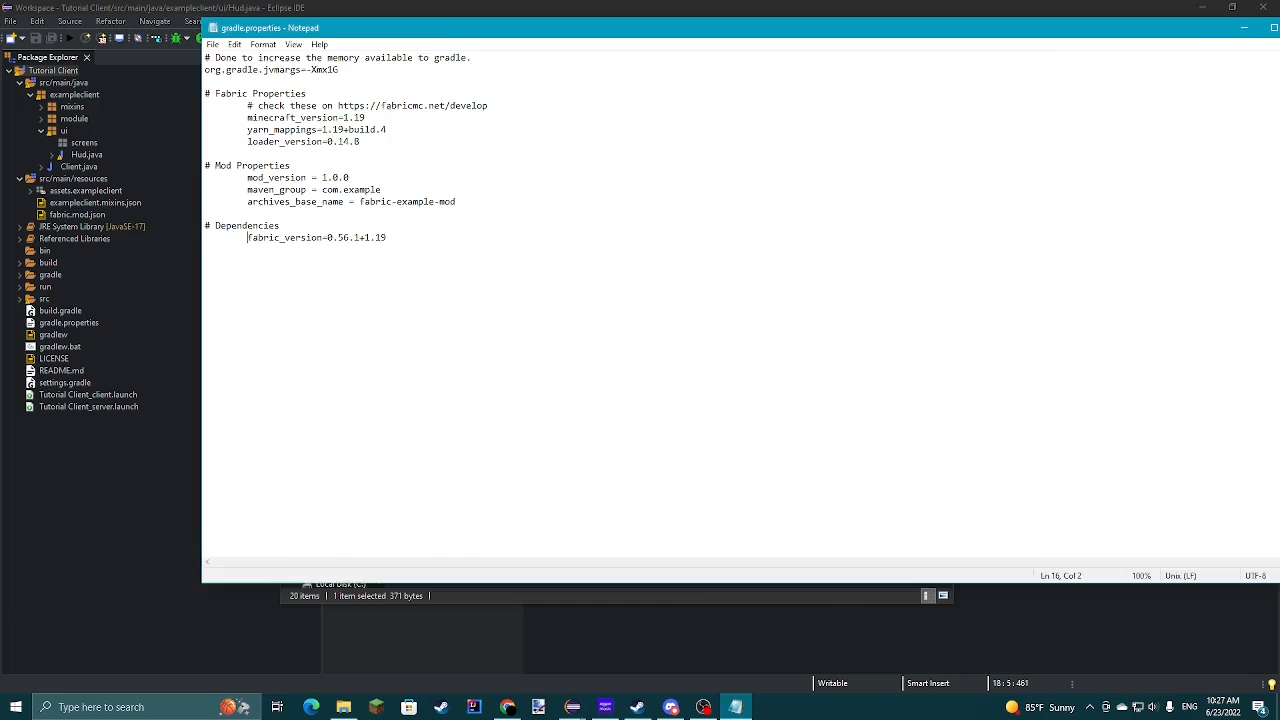 Workspace - Tutorial Client/src/main/java/exampleclient/ui/Hud.java - Eclipse IDE
File Edit Source Refactor Navigate Sear
gradle.properties - Notepad
File Edit Format View Help
Package Explorer
Tutorial Client
src/main/java
exampleclient
mixins
module
ui
screens
Hud.java
Client.java
src/main/resources
assets.exampleclient
exampleclient.mixins.json
fabric.mod.json
JRE System Library [JavaSE-17]
Referenced Libraries
bin
build
gradle
run
src
build.gradle
gradle.properties
gradlew
gradlew.bat
LICENSE
README.md
settings.gradle
Tutorial Client_client.launch
Tutorial Client_server.launch
# Done to increase the memory available to gradle.
org.gradle.jvmargs=-Xmx1G
# Fabric Properties
# check these on https://fabricmc.net/develop
minecraft_version=1.19
yarn_mappings=1.19+build.4
loader_version=0.14.8
# Mod Properties
mod_version = 1.0.0
maven_group = com.example
archives_base_name = fabric-example-mod
# Dependencies
fabric_version=0.56.1+1.19
Ln 16, Col 2 100% Unix (LF) UTF-8
Local Disk (C:)
20 items 1 item selected 371 bytes
Writable Smart Insert 18 : 5 : 461
Type here to search
85°F Sunny ENG 10:27 AM
6/23/2022 4